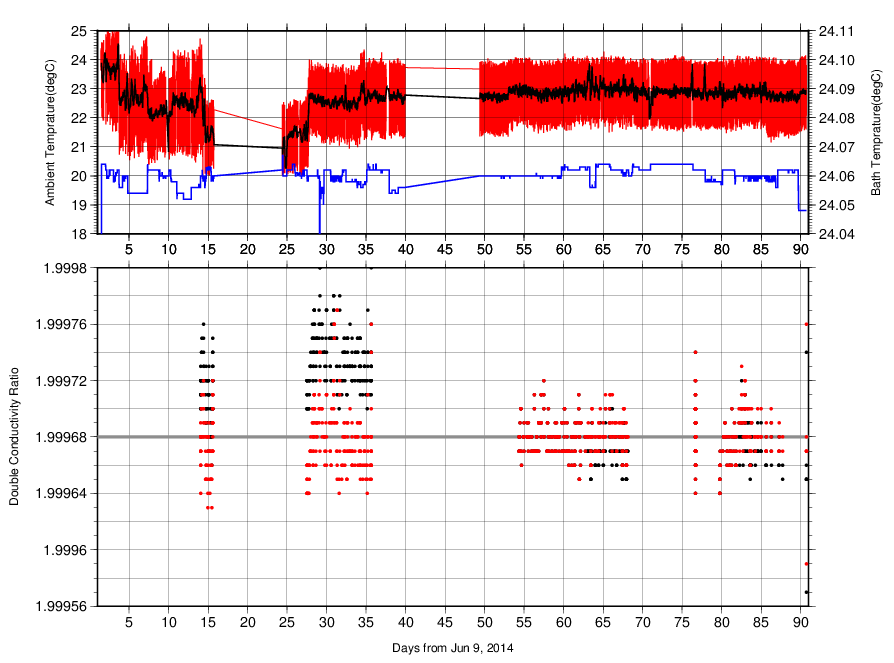 25 24.11
24 24.10
23 24.09
22 24.08
21 24.07
20 24.06
19 24.05
18 24.04
Ambient Temprature(degC)
Bath Temprature(degC)
5 10 15 20 25 30 35 40 45 50 55 60 65 70 75 80 85 90
1.9998
1.99976
1.99972
1.99968
1.99964
1.9996
1.99956
Double Conductivity Ratio
5 10 15 20 25 30 35 40 45 50 55 60 65 70 75 80 85 90
Days from Jun 9, 2014